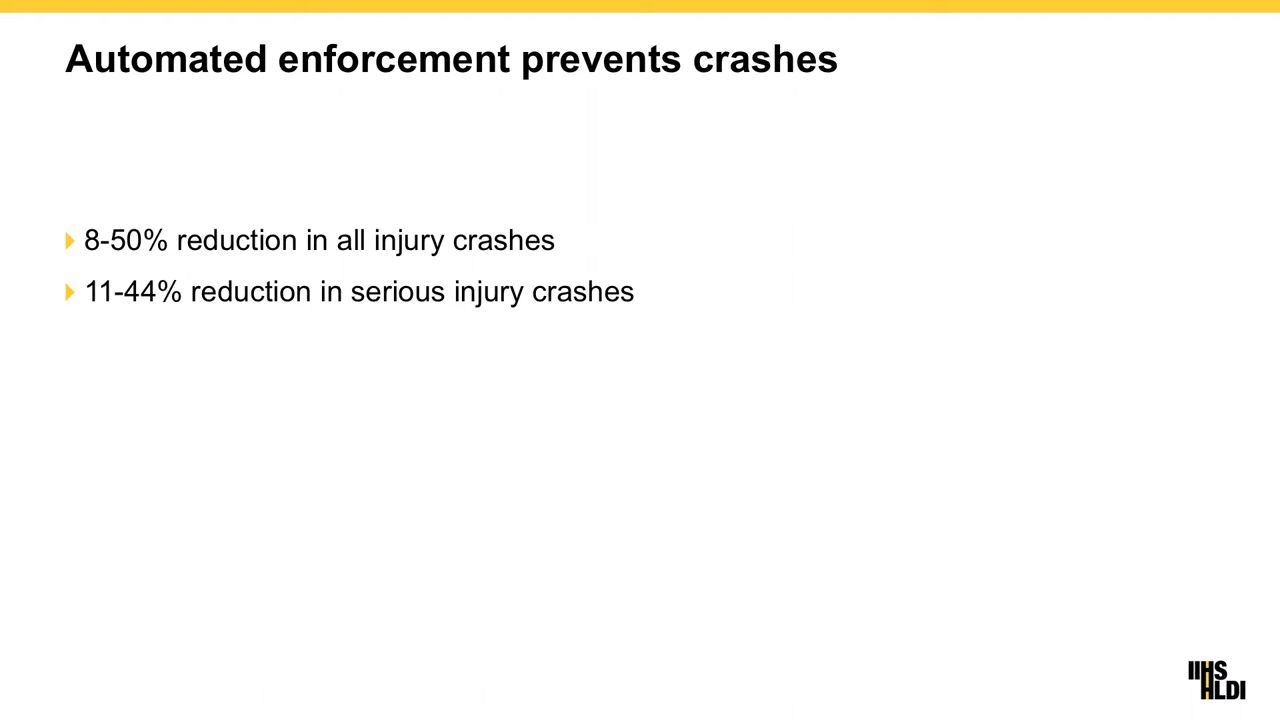 Automated enforcement prevents crashes
8-50% reduction in all injury crashes
11-44% reduction in serious injury crashes
IIHS
HLDI